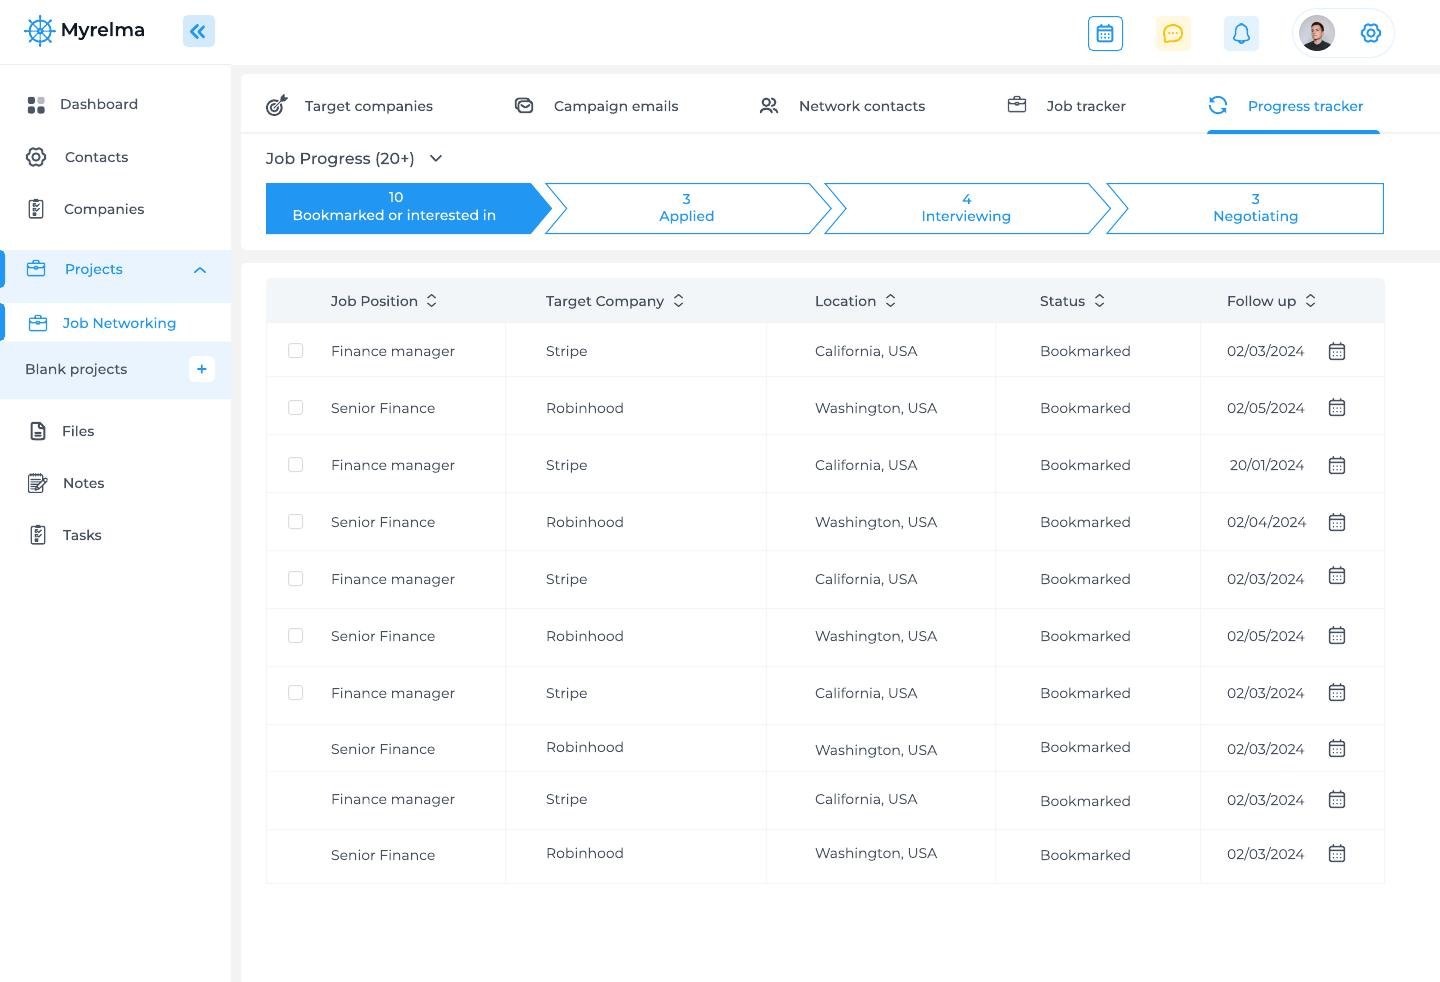 Myrelma
Dashboard
Contacts
Companies
Projects
Job Networking
Blank projects
Files
Notes
Tasks
Target companies
Campaign emails
Network contacts
Job tracker
Progress tracker
Job Progress (20+)
10
Bookmarked or interested in
3
Applied
4
Interviewing
3
Negotiating
Job Position Target Company Location Status Follow up
Finance manager Stripe California, USA Bookmarked 02/03/2024
Senior Finance Robinhood Washington, USA Bookmarked 02/05/2024
Finance manager Stripe California, USA Bookmarked 20/01/2024
Senior Finance Robinhood Washington, USA Bookmarked 02/04/2024
Finance manager Stripe California, USA Bookmarked 02/03/2024
Senior Finance Robinhood Washington, USA Bookmarked 02/05/2024
Finance manager Stripe California, USA Bookmarked 02/03/2024
Senior Finance Robinhood Washington, USA Bookmarked 02/03/2024
Finance manager Stripe California, USA Bookmarked 02/03/2024
Senior Finance Robinhood Washington, USA Bookmarked 02/03/2024